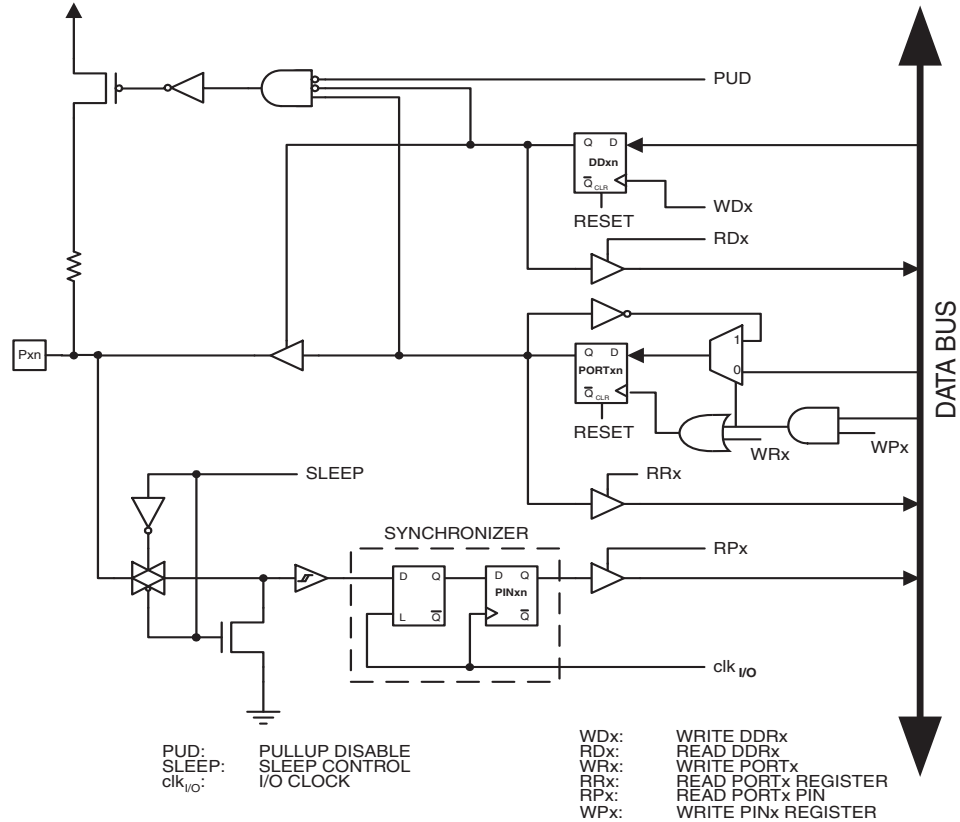 PUD
Q D
DDxn
Q CLR
WDx
RESET
RDx
DATA BUS
Pxn
1
0
Q D
PORTxn
Q CLR
RESET
WRx
WPx
SLEEP
RRx
SYNCHRONIZER
RPx
D Q
L Q
D Q
PINxn
Q
clk I/O
PUD: PULLUP DISABLE
SLEEP: SLEEP CONTROL
clkI/O: I/O CLOCK
WDx: WRITE DDRx
RDx: READ DDRx
WRx: WRITE PORTx
RRx: READ PORTx REGISTER
RPx: READ PORTx PIN
WPx: WRITE PINx REGISTER